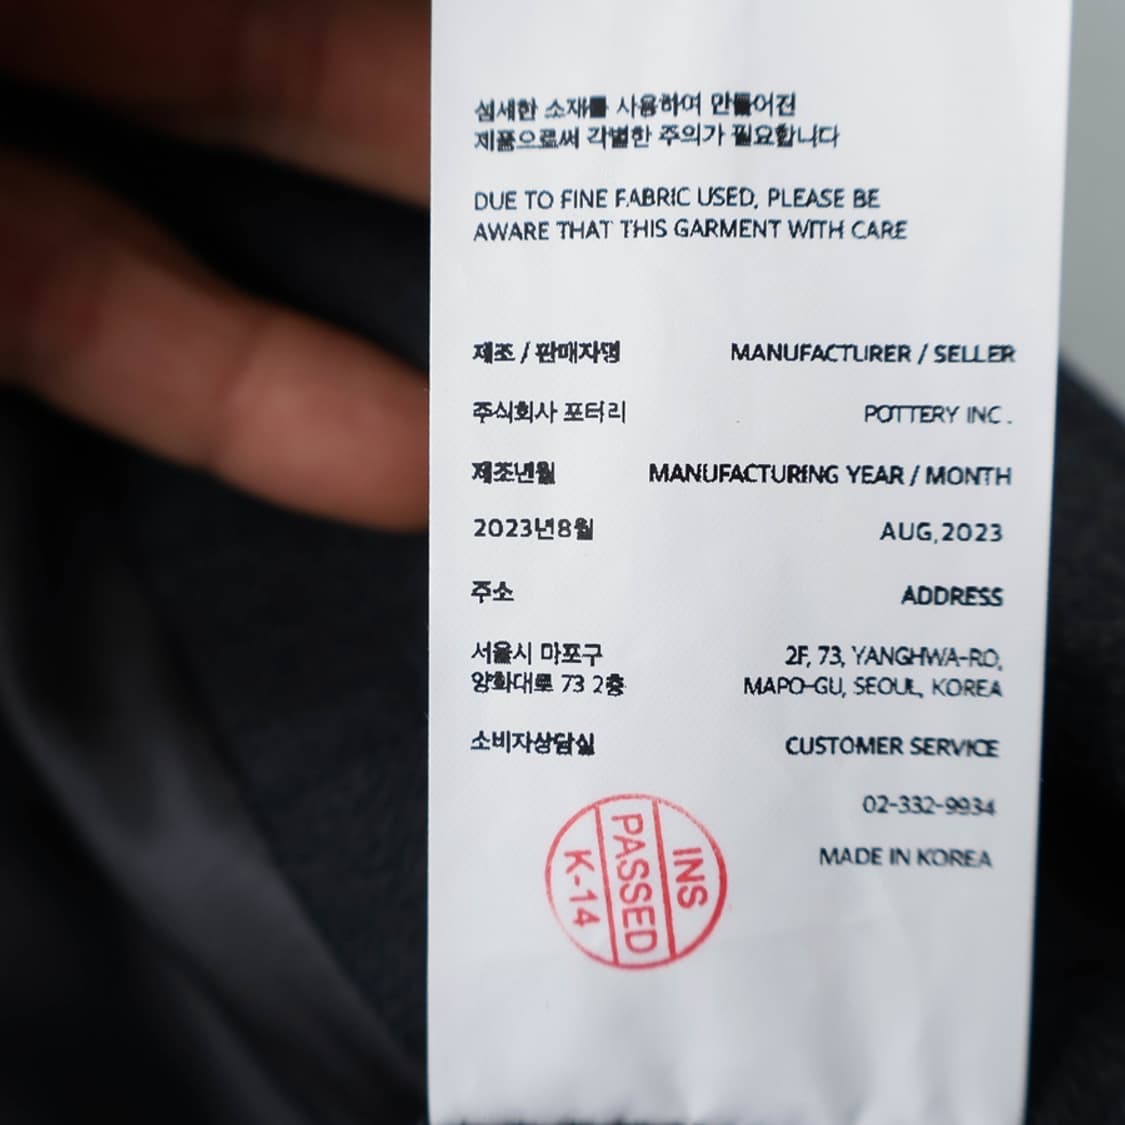 섬세한 소재를 사용하여 만들어진
제품으로써 각별한 주의가 필요합니다
DUE TO FINE FABRIC USED, PLEASE BE
AWARE THAT THIS GARMENT WITH CARE
제조 / 판매자명 MANUFACTURER / SELLER
주식회사 포터리 POTTERY INC.
제조년월 MANUFACTURING YEAR / MONTH
2023년8월 AUG,2023
주소 ADDRESS
서울시 마포구 2F, 73, YANGHWA-RO,
양화대로 73 2층 MAPO-GU, SEOUL, KOREA
소비자상담실 CUSTOMER SERVICE
02-332-9934
MADE IN KOREA
INS
PASSED
K-14